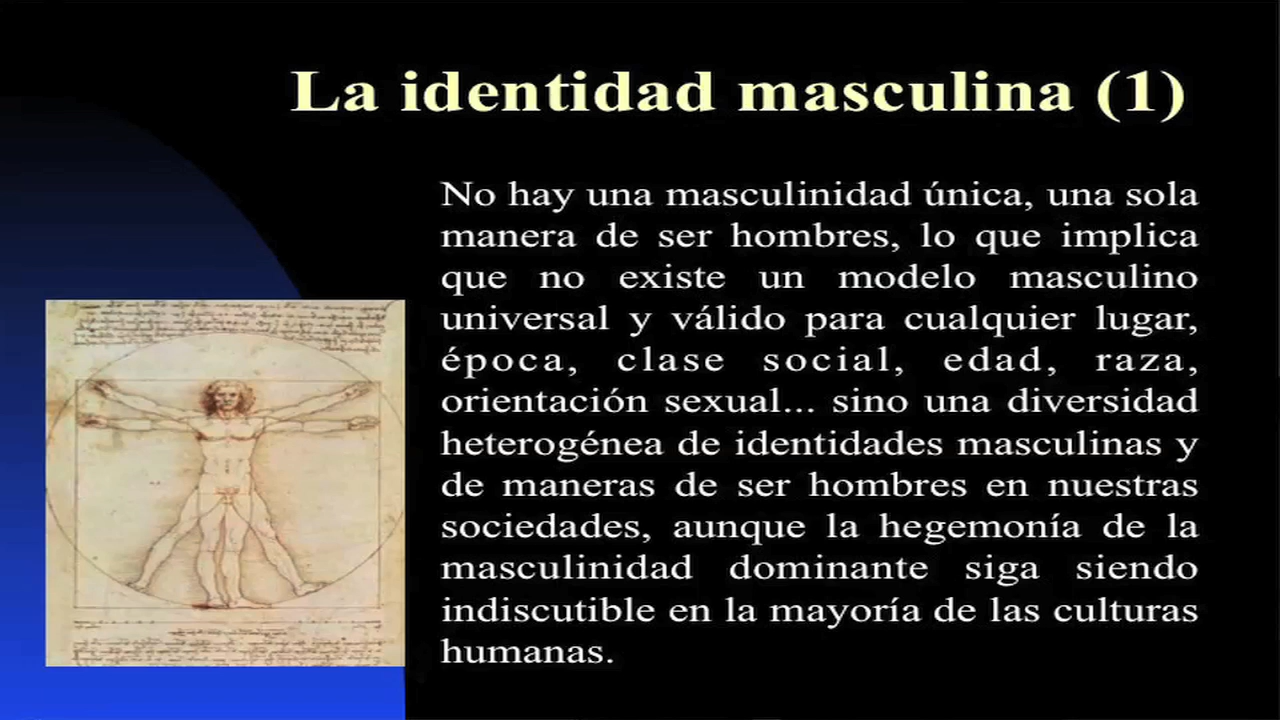 La identidad masculina (1)
No hay una masculinidad única, una sola
manera de ser hombres, lo que implica
que no existe un modelo masculino
universal y válido para cualquier lugar,
época, clase social, edad, raza,
orientación sexual... sino una diversidad
heterogénea de identidades masculinas y
de maneras de ser hombres en nuestras
sociedades, aunque la hegemonía de la
masculinidad dominante siga siendo
indiscutible en la mayoría de las culturas
humanas.